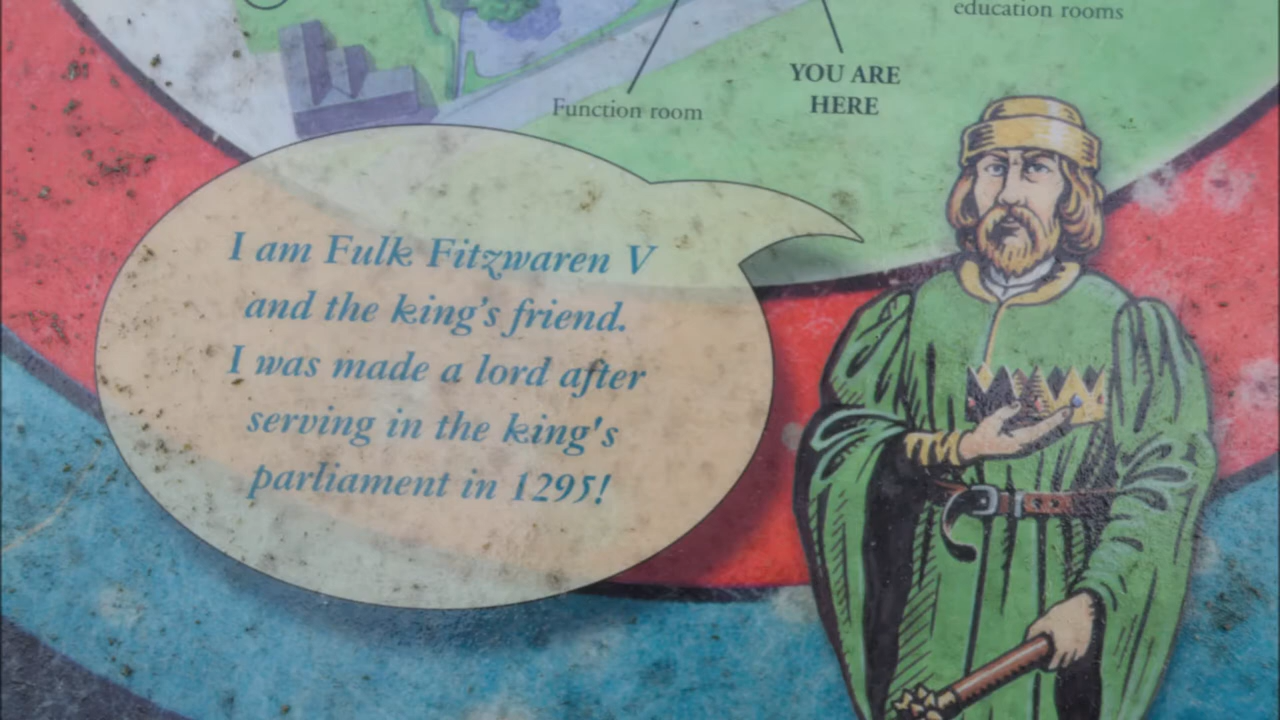 education rooms
YOU ARE
HERE
Function room
I am Fulk Fitzwaren V
and the king's friend.
I was made a lord after
serving in the king's
parliament in 1295!